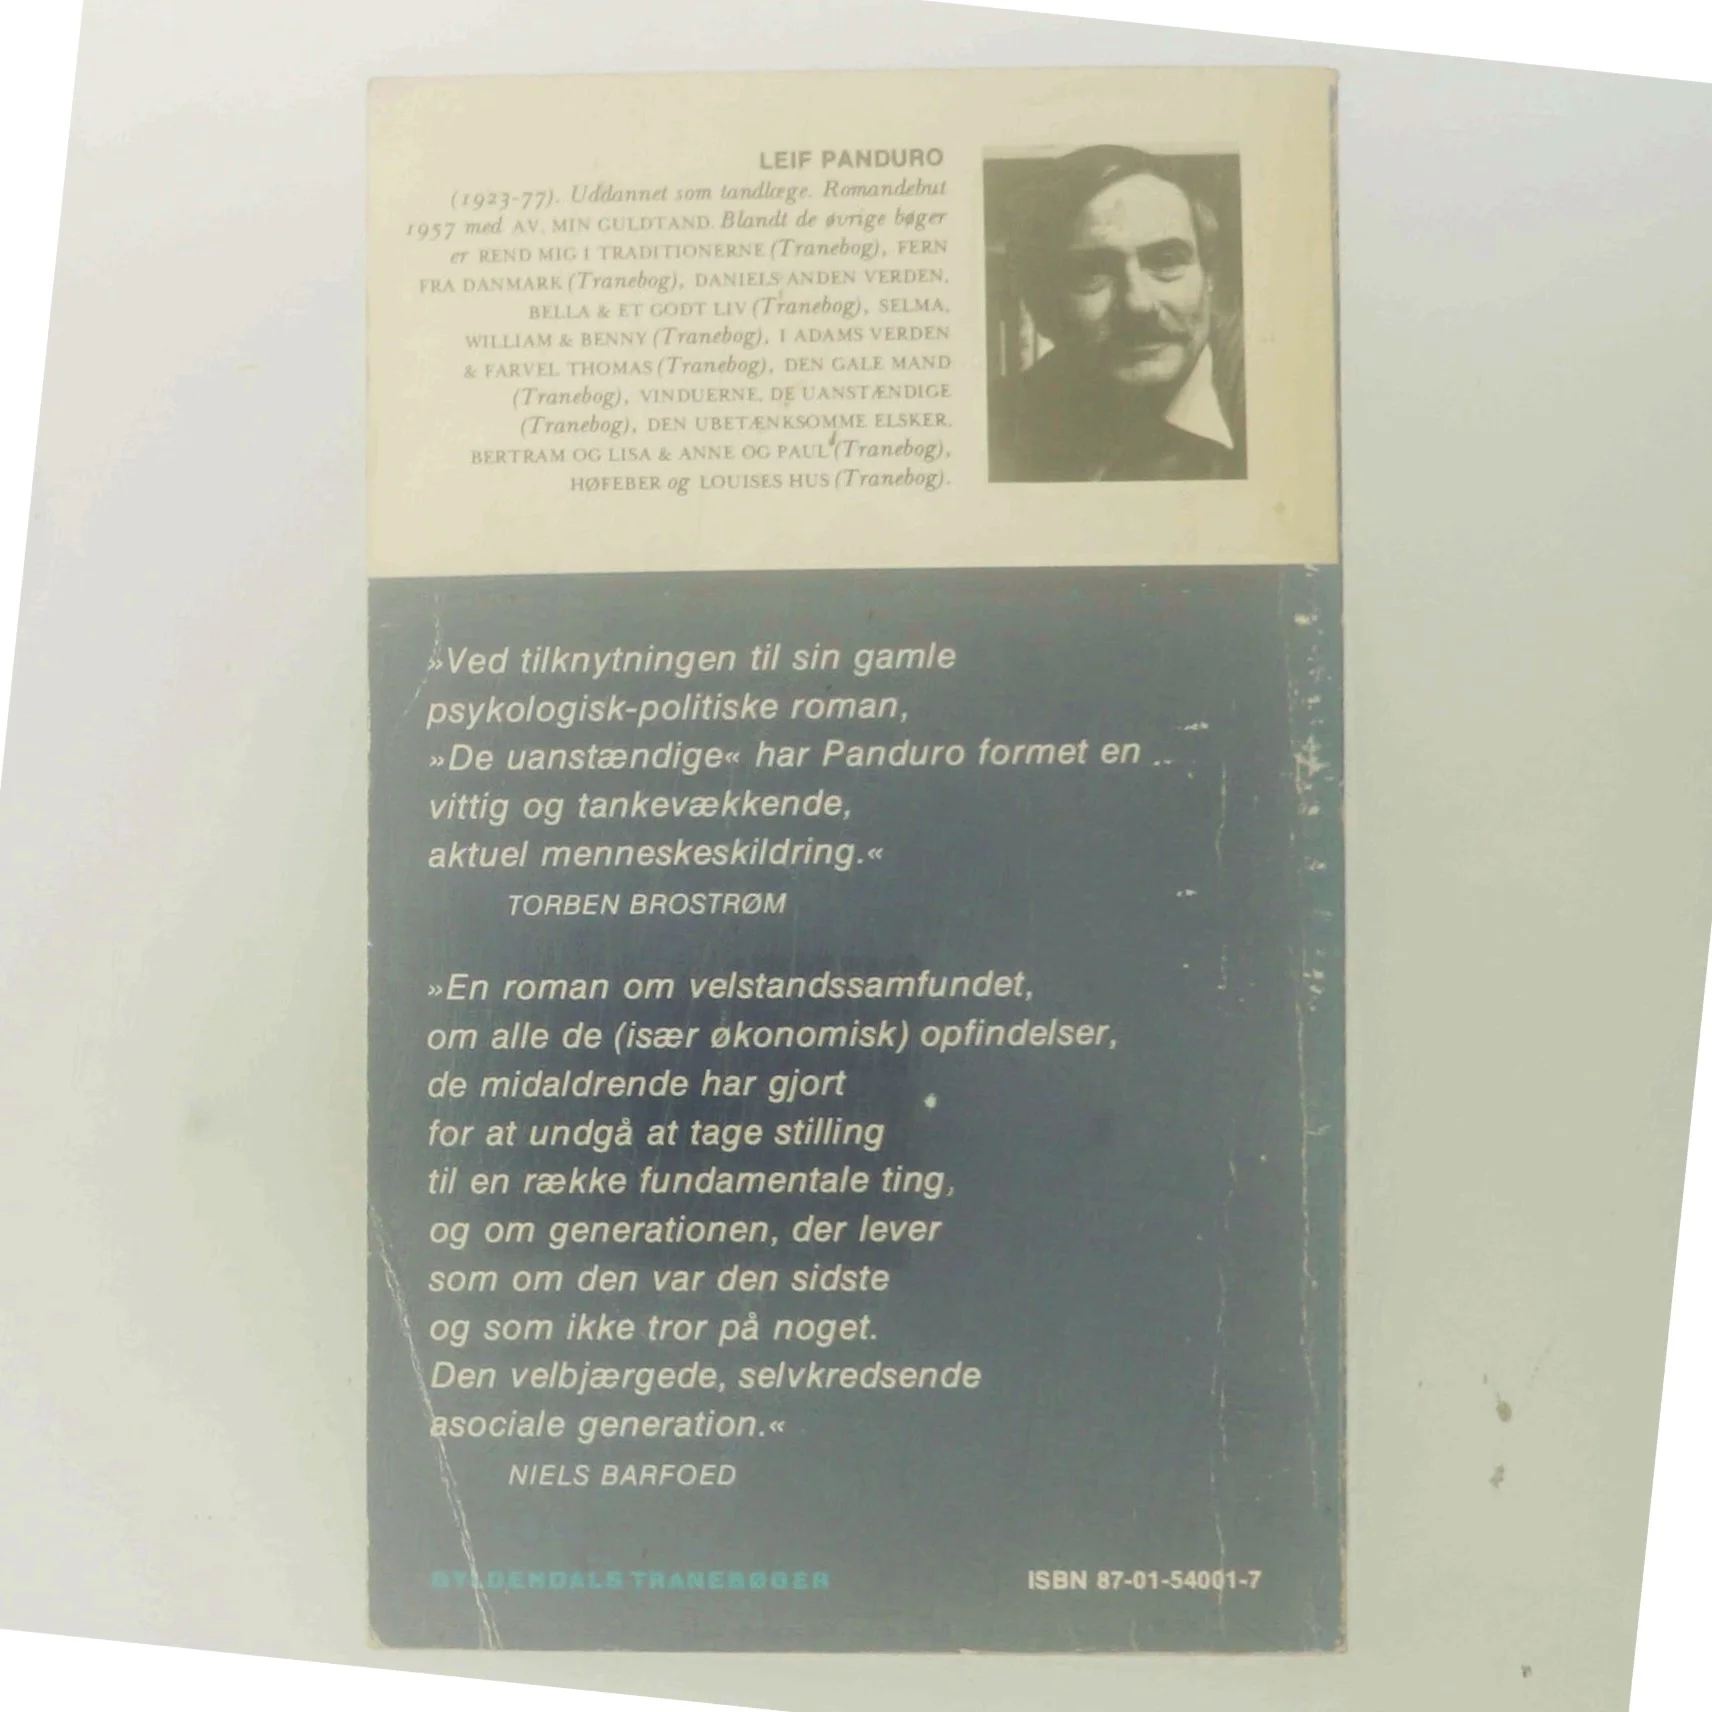 LEIF PANDURO
(1923-77). Uddannet som tandlæge. Romandebut
1957 med AV, MIN GULDTAND. Blandt de øvrige bøger
er REND MIG I TRADITIONERNE (Tranebog), FERN
FRA DANMARK (Tranebog), DANIELS ANDEN VERDEN,
BELLA & ET GODT LIV (Tranebog), SELMA,
WILLIAM & BENNY (Tranebog), I ADAMS VERDEN
& FARVEL THOMAS (Tranebog), DEN GALE MAND
(Tranebog), VINDUERNE, DE UANSTÆNDIGE
(Tranebog), DEN UBETÆNKSOMME ELSKER,
BERTRAM OG LISA & ANNE OG PAUL (Tranebog),
HØFEBER og LOUISES HUS (Tranebog).
»Ved tilknytningen til sin gamle
psykologisk-politiske roman,
»De uanstændige« har Panduro formet en
vittig og tankevækkende,
aktuel menneskeskildring.«
TORBEN BROSTRØM
»En roman om velstandssamfundet,
om alle de (især økonomisk) opfindelser,
de midaldrende har gjort
for at undgå at tage stilling
til en række fundamentale ting,
og om generationen, der lever
som om den var den sidste
og som ikke tror på noget.
Den velbjærgede, selvkredsende
asociale generation.«
NIELS BARFOED
GYLDENDALS TRANEBØGER
ISBN 87-01-54001-7